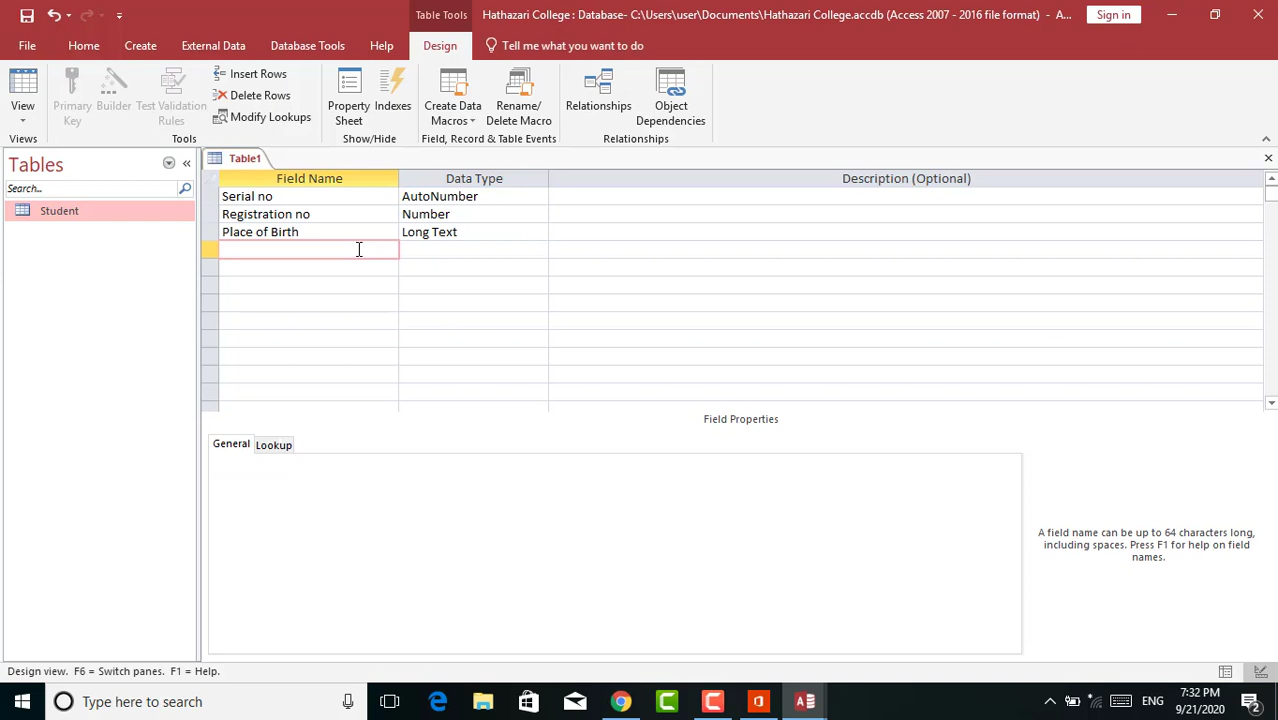 Table Tools
Hathazari College : Database- C:\Users\user\Documents\Hathazari College.accdb (Access 2007 - 2016 file format) - A...
Sign in
File Home Create External Data Database Tools Help Design Tell me what you want to do
View
Primary Key
Builder
Test Validation Rules
Insert Rows
Delete Rows
Modify Lookups
Property Sheet
Indexes
Create Data Macros
Rename/ Delete Macro
Relationships
Object Dependencies
Views Tools Show/Hide Field, Record & Table Events Relationships
Tables
Search...
Student
Table1
Field Name Data Type Description (Optional)
Serial no AutoNumber
Registration no Number
Place of Birth Long Text
Field Properties
General Lookup
A field name can be up to 64 characters long,
including spaces. Press F1 for help on field
names.
Design view. F6 = Switch panes. F1 = Help.
Type here to search
ENG
7:32 PM
9/21/2020
2